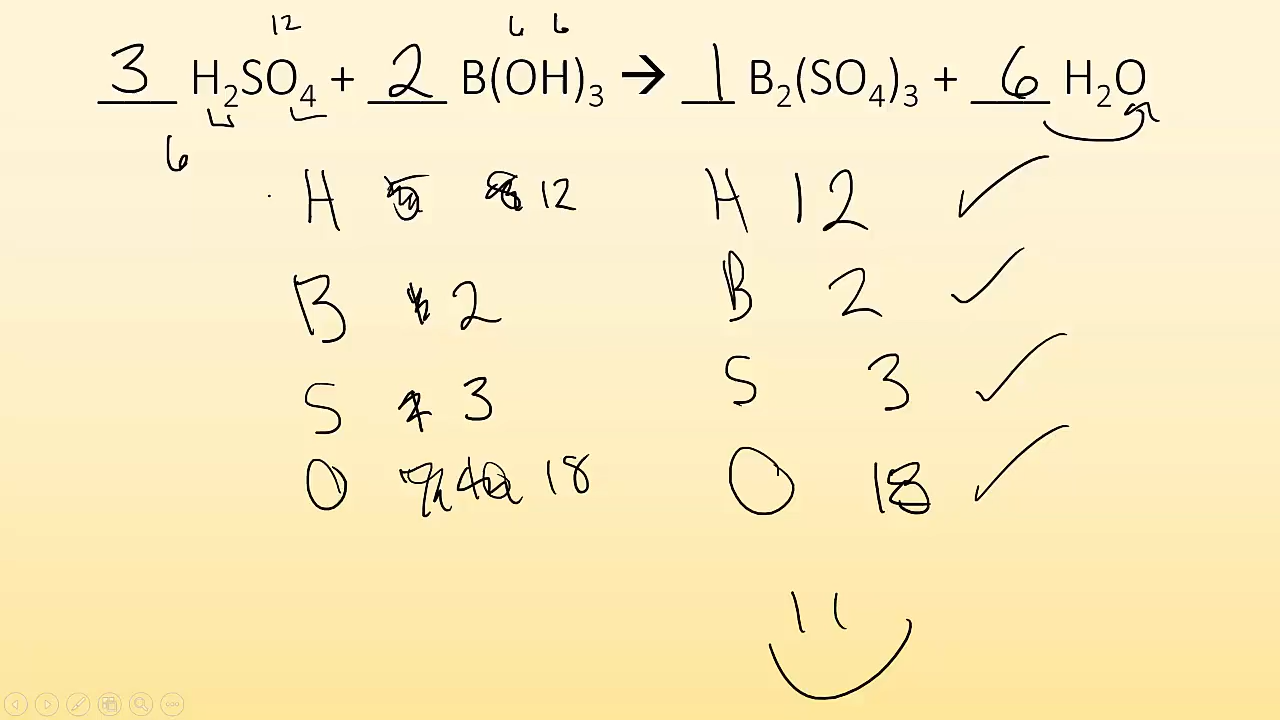 12 6 6
3 H₂SO₄ + 2 B(OH)₃ → 1 B₂(SO₄)₃ + 6 H₂O
6
H 12 H 12 ✓
B 2 B 2 ✓
S 3 S 3 ✓
O 18 O 18 ✓